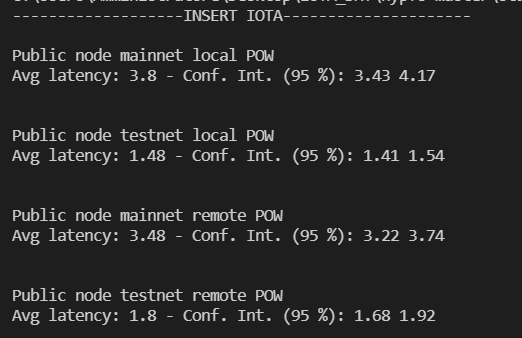 -------------------INSERT IOTA---------------------
Public node mainnet local POW
Avg latency: 3.8 - Conf. Int. (95 %): 3.43 4.17
Public node testnet local POW
Avg latency: 1.48 - Conf. Int. (95 %): 1.41 1.54
Public node mainnet remote POW
Avg latency: 3.48 - Conf. Int. (95 %): 3.22 3.74
Public node testnet remote POW
Avg latency: 1.8 - Conf. Int. (95 %): 1.68 1.92